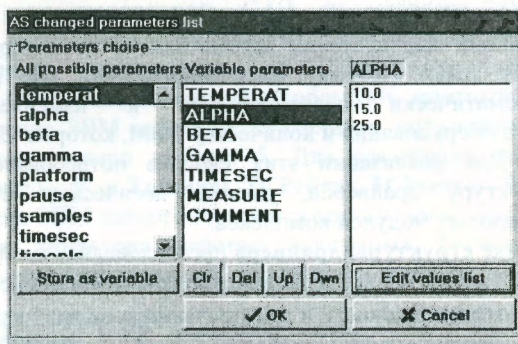 AS changed parameters list
Parameters choise
All possible parameters Variable parameters ALPHA
temperat
alpha
beta
gamma
platform
pause
samples
timesec
TEMPERAT
ALPHA
BETA
GAMMA
TIMESEC
MEASURE
COMMENT
10.0
15.0
25.0
Store as variable Clr Del Up Dwn Edit values list
OK Cancel